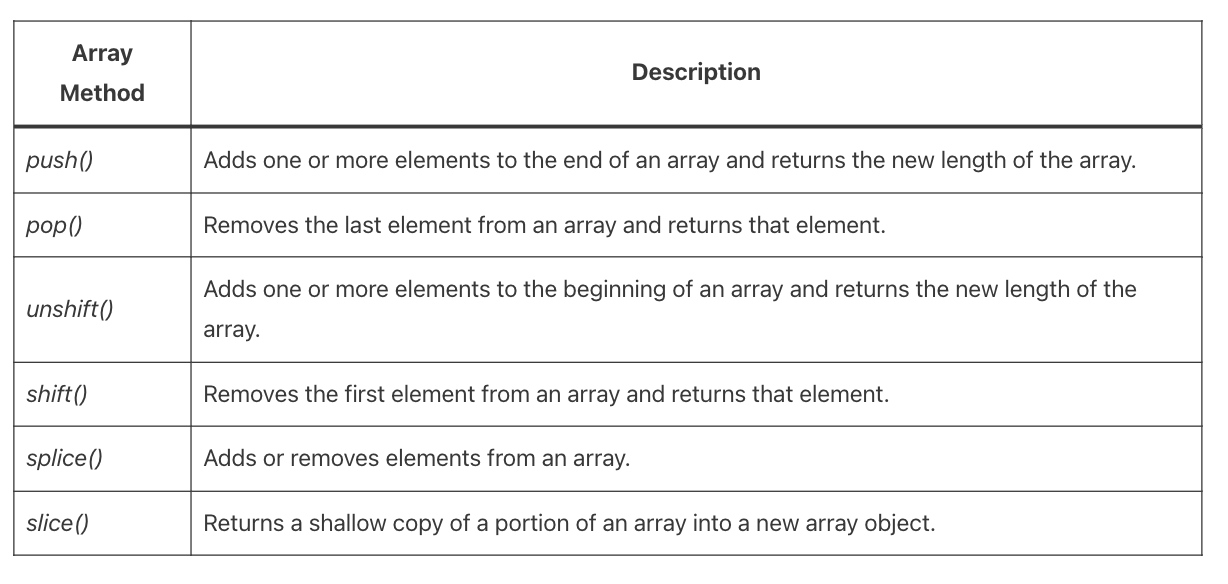 Array
Method
Description
push()
Adds one or more elements to the end of an array and returns the new length of the array.
pop()
Removes the last element from an array and returns that element.
unshift()
Adds one or more elements to the beginning of an array and returns the new length of the
array.
shift()
Removes the first element from an array and returns that element.
splice()
Adds or removes elements from an array.
slice()
Returns a shallow copy of a portion of an array into a new array object.